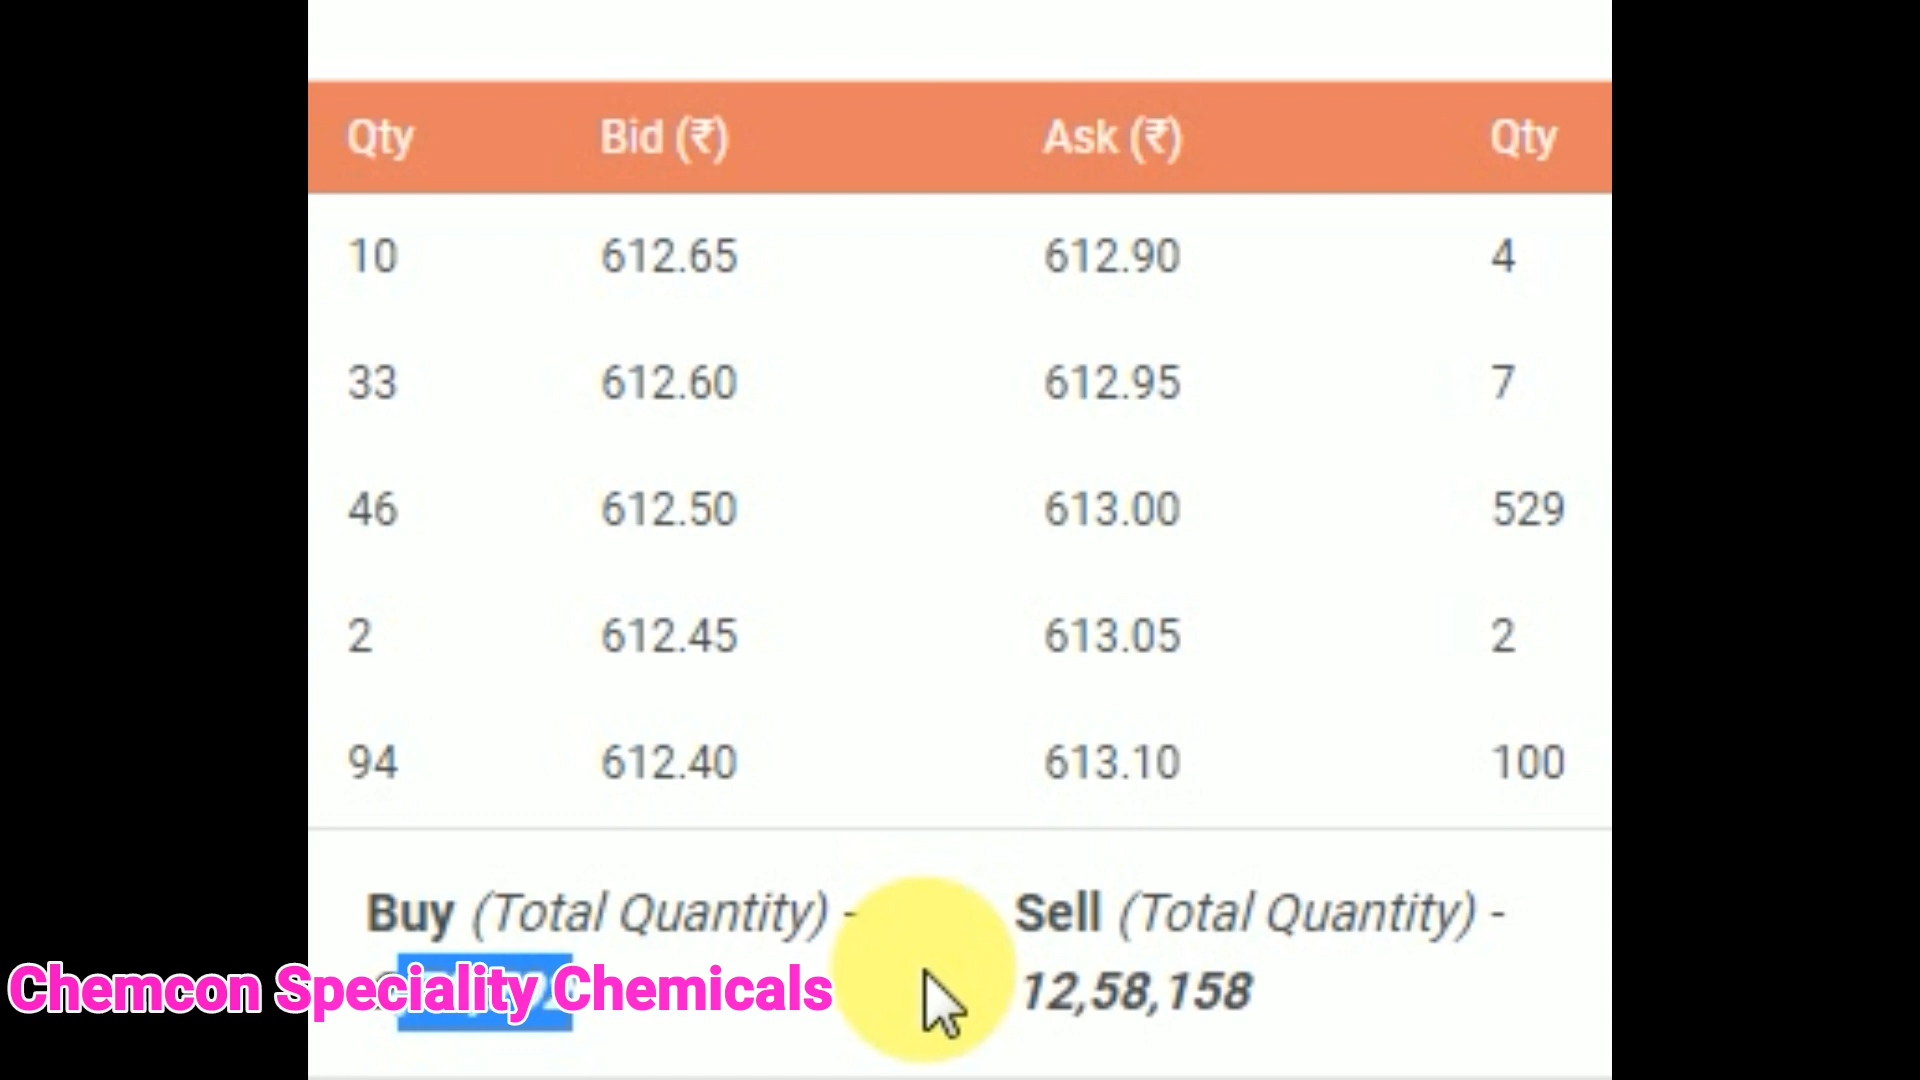 Qty Bid (₹) Ask (₹) Qty
10 612.65 612.90 4
33 612.60 612.95 7
46 612.50 613.00 529
2 612.45 613.05 2
94 612.40 613.10 100
Buy (Total Quantity) - Sell (Total Quantity) -
12,58,158
Chemcon Speciality Chemicals